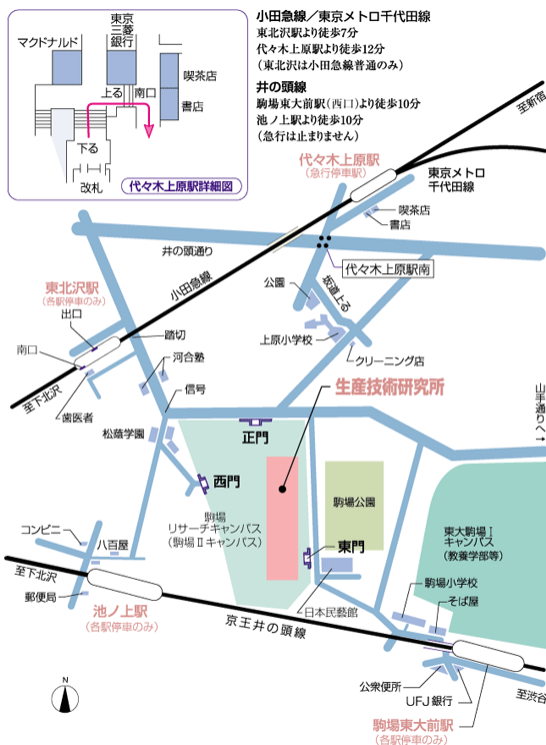 マクドナルド
東京
三菱
銀行
喫茶店
書店
上る
南口
下る
改札
代々木上原駅詳細図
小田急線／東京メトロ千代田線
東北沢駅より徒歩7分
代々木上原駅より徒歩12分
（東北沢は小田急線普通のみ）
井の頭線
駒場東大前駅（西口）より徒歩10分
池ノ上駅より徒歩10分
（急行は止まりません）
至新宿
代々木上原駅
（急行停車駅）
東京メトロ
千代田線
喫茶店
書店
井の頭通り
代々木上原駅南
小田急線
東北沢駅
（各駅停車のみ）
出口
公園
坂道上る
踏切
南口
上原小学校
河合塾
クリーニング店
至下北沢
歯医者
信号
生産技術研究所
山手通りへ→
松蔭学園
正門
西門
駒場
リサーチキャンパス
（駒場Ⅱキャンパス）
駒場公園
東大駒場Ⅰ
キャンパス
（教養学部等）
コンビニ
八百屋
東門
至下北沢
駒場小学校
そば屋
郵便局
池ノ上駅
（各駅停車のみ）
日本民藝館
京王井の頭線
N
公衆便所
UFJ銀行
至渋谷
駒場東大前駅
（各駅停車のみ）